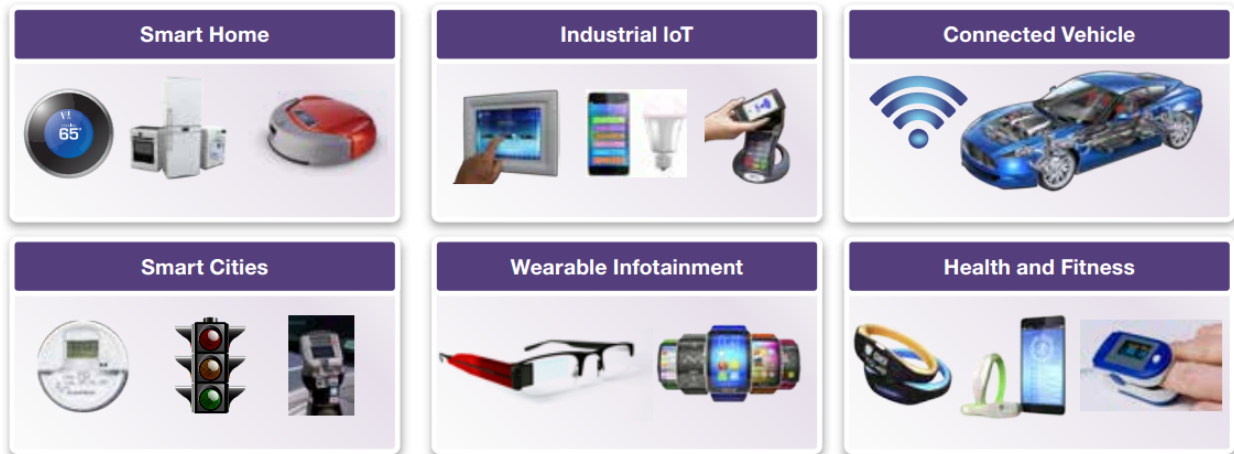 Smart Home
Industrial IoT
Connected Vehicle
65
Smart Cities
Wearable Infotainment
Health and Fitness